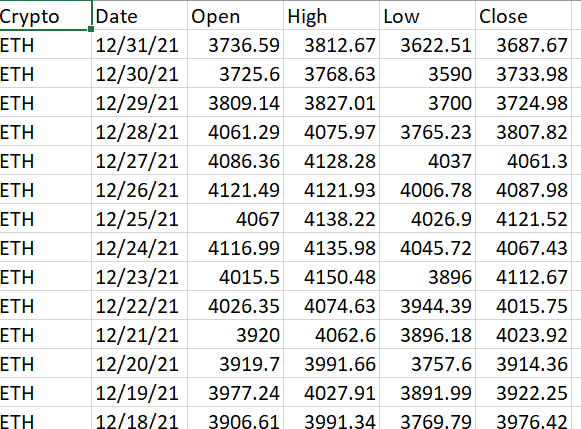 Crypto Date Open High Low Close
ETH 12/31/21 3736.59 3812.67 3622.51 3687.67
ETH 12/30/21 3725.6 3768.63 3590 3733.98
ETH 12/29/21 3809.14 3827.01 3700 3724.98
ETH 12/28/21 4061.29 4075.97 3765.23 3807.82
ETH 12/27/21 4086.36 4128.28 4037 4061.3
ETH 12/26/21 4121.49 4121.93 4006.78 4087.98
ETH 12/25/21 4067 4138.22 4026.9 4121.52
ETH 12/24/21 4116.99 4135.98 4045.72 4067.43
ETH 12/23/21 4015.5 4150.48 3896 4112.67
ETH 12/22/21 4026.35 4074.63 3944.39 4015.75
ETH 12/21/21 3920 4062.6 3896.18 4023.92
ETH 12/20/21 3919.7 3991.66 3757.6 3914.36
ETH 12/19/21 3977.24 4027.91 3891.99 3922.25
ETH 12/18/21 3906.61 3991.34 3769.79 3976.42